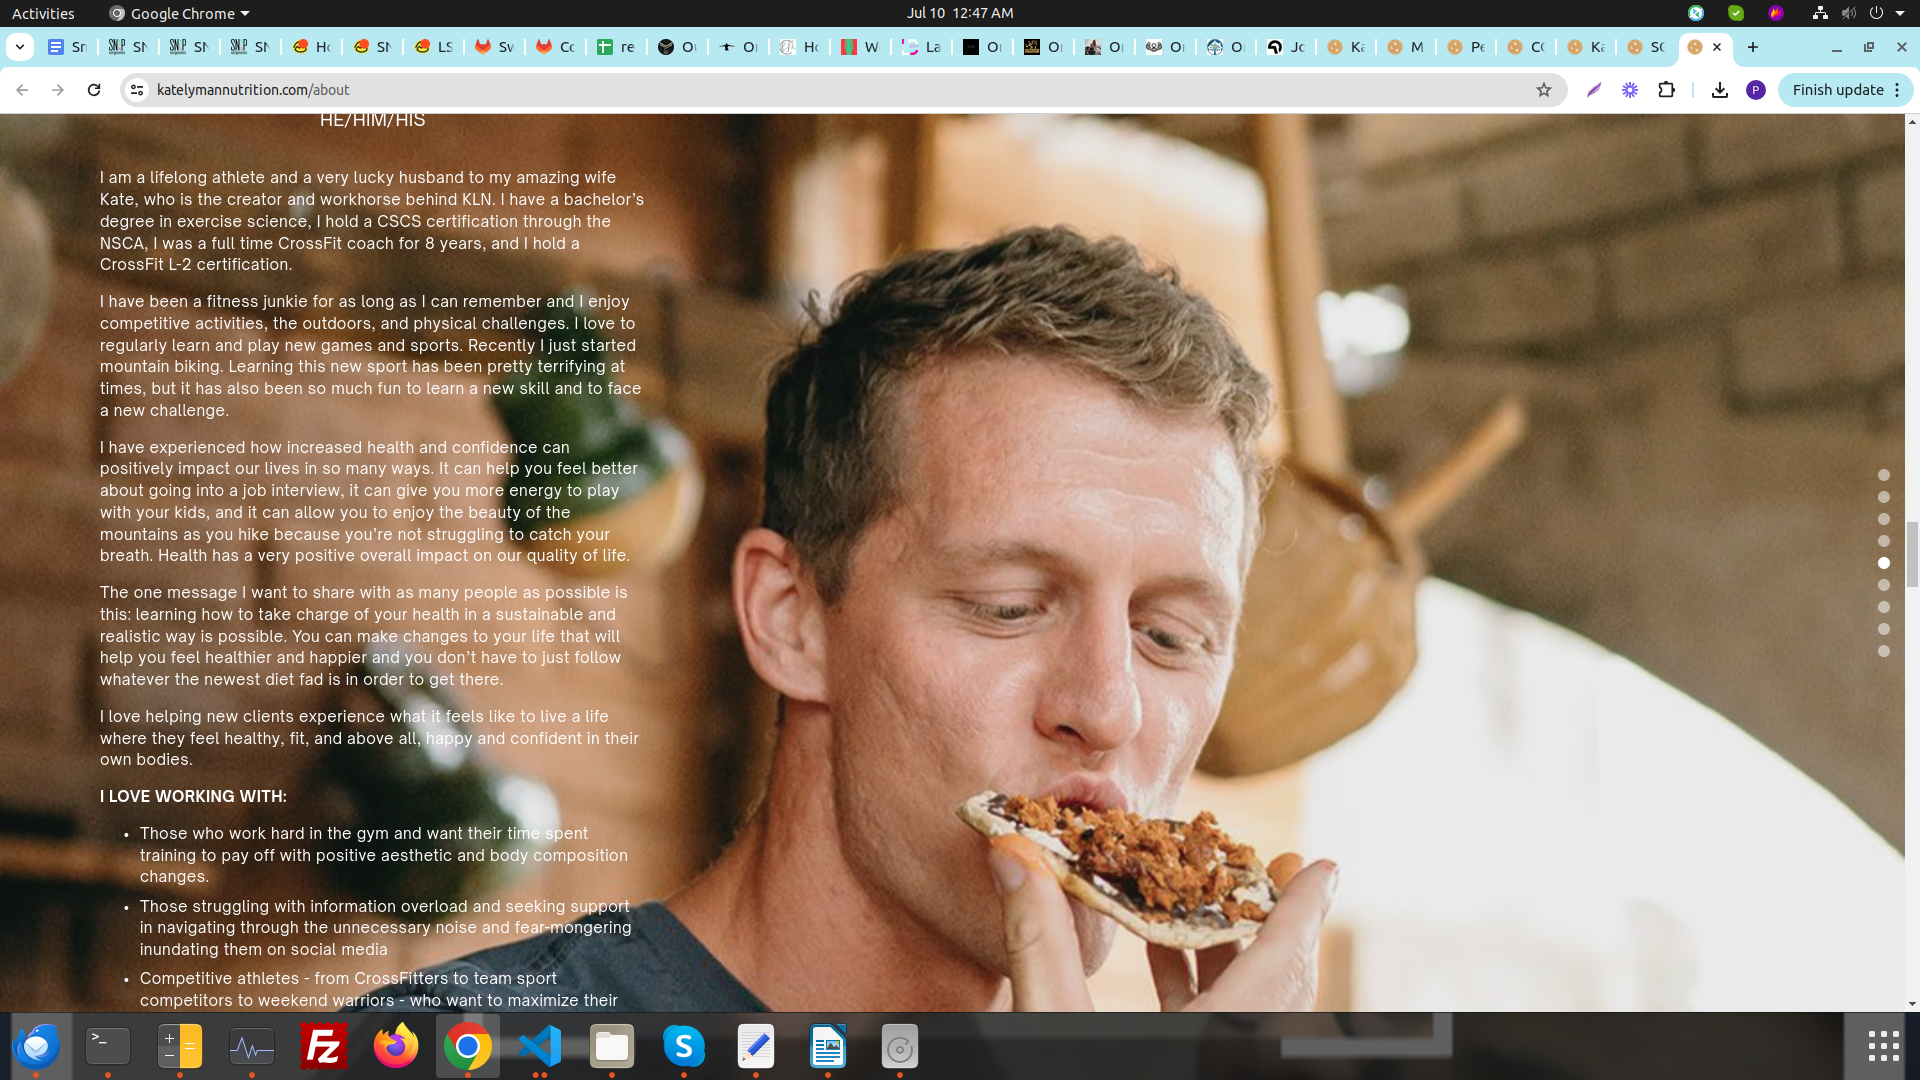 Activities
Google Chrome
Jul 10 12:47 AM
Sn
SN
SN
SN
Ho
SN
LS
Sw
Co
re
Ou
On
Ho
W
La
On
On
On
On
On
Jo
Ka
M
Pe
CO
Ka
SC
katelymannutrition.com/about
P
Finish update
HE/HIM/HIS
I am a lifelong athlete and a very lucky husband to my amazing wife
Kate, who is the creator and workhorse behind KLN. I have a bachelor’s
degree in exercise science, I hold a CSCS certification through the
NSCA, I was a full time CrossFit coach for 8 years, and I hold a
CrossFit L-2 certification.
I have been a fitness junkie for as long as I can remember and I enjoy
competitive activities, the outdoors, and physical challenges. I love to
regularly learn and play new games and sports. Recently I just started
mountain biking. Learning this new sport has been pretty terrifying at
times, but it has also been so much fun to learn a new skill and to face
a new challenge.
I have experienced how increased health and confidence can
positively impact our lives in so many ways. It can help you feel better
about going into a job interview, it can give you more energy to play
with your kids, and it can allow you to enjoy the beauty of the
mountains as you hike because you’re not struggling to catch your
breath. Health has a very positive overall impact on our quality of life.
The one message I want to share with as many people as possible is
this: learning how to take charge of your health in a sustainable and
realistic way is possible. You can make changes to your life that will
help you feel healthier and happier and you don’t have to just follow
whatever the newest diet fad is in order to get there.
I love helping new clients experience what it feels like to live a life
where they feel healthy, fit, and above all, happy and confident in their
own bodies.
I LOVE WORKING WITH:
• Those who work hard in the gym and want their time spent
training to pay off with positive aesthetic and body composition
changes.
• Those struggling with information overload and seeking support
in navigating through the unnecessary noise and fear-mongering
inundating them on social media
• Competitive athletes - from CrossFitters to team sport
competitors to weekend warriors - who want to maximize their